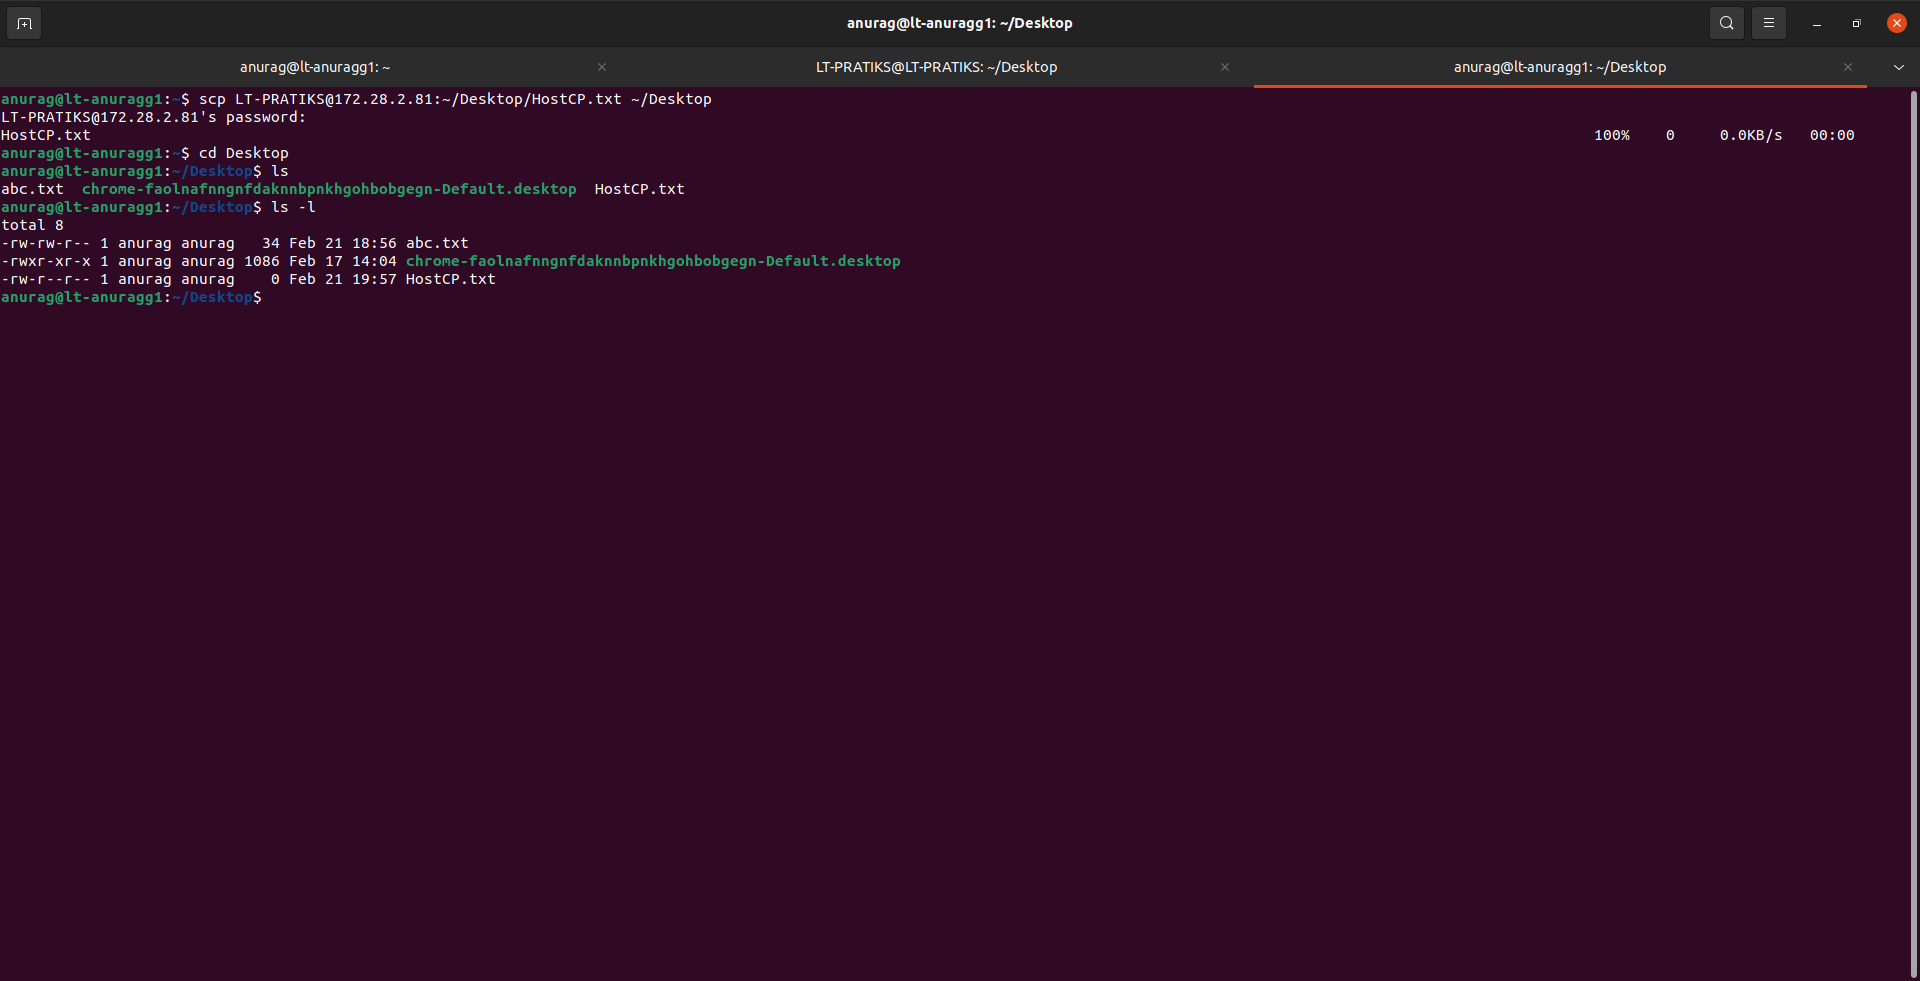 anurag@lt-anuragg1: ~/Desktop
anurag@lt-anuragg1: ~
LT-PRATIKS@LT-PRATIKS: ~/Desktop
anurag@lt-anuragg1: ~/Desktop
anurag@lt-anuragg1:~$ scp LT-PRATIKS@172.28.2.81:~/Desktop/HostCP.txt ~/Desktop
LT-PRATIKS@172.28.2.81's password:
HostCP.txt 100% 0 0.0KB/s 00:00
anurag@lt-anuragg1:~$ cd Desktop
anurag@lt-anuragg1:~/Desktop$ ls
abc.txt  chrome-faolnafnngnfdaknnbpnkhgohbobgegn-Default.desktop  HostCP.txt
anurag@lt-anuragg1:~/Desktop$ ls -l
total 8
-rw-rw-r-- 1 anurag anurag   34 Feb 21 18:56 abc.txt
-rwxr-xr-x 1 anurag anurag 1086 Feb 17 14:04 chrome-faolnafnngnfdaknnbpnkhgohbobgegn-Default.desktop
-rw-r--r-- 1 anurag anurag    0 Feb 21 19:57 HostCP.txt
anurag@lt-anuragg1:~/Desktop$